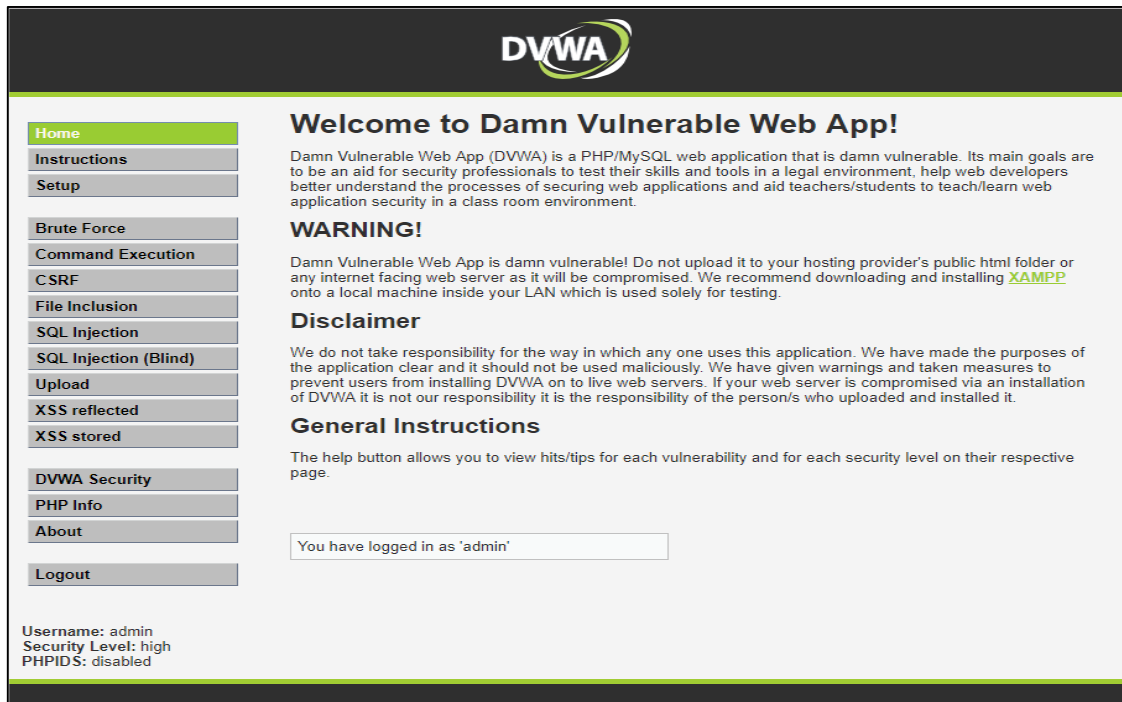 DVWA
Home
Instructions
Setup
Brute Force
Command Execution
CSRF
File Inclusion
SQL Injection
SQL Injection (Blind)
Upload
XSS reflected
XSS stored
DVWA Security
PHP Info
About
Logout
Username: admin
Security Level: high
PHPIDS: disabled
Welcome to Damn Vulnerable Web App!
Damn Vulnerable Web App (DVWA) is a PHP/MySQL web application that is damn vulnerable. Its main goals are
to be an aid for security professionals to test their skills and tools in a legal environment, help web developers
better understand the processes of securing web applications and aid teachers/students to teach/learn web
application security in a class room environment.
WARNING!
Damn Vulnerable Web App is damn vulnerable! Do not upload it to your hosting provider's public html folder or
any internet facing web server as it will be compromised. We recommend downloading and installing XAMPP
onto a local machine inside your LAN which is used solely for testing.
Disclaimer
We do not take responsibility for the way in which any one uses this application. We have made the purposes of
the application clear and it should not be used maliciously. We have given warnings and taken measures to
prevent users from installing DVWA on to live web servers. If your web server is compromised via an installation
of DVWA it is not our responsibility it is the responsibility of the person/s who uploaded and installed it.
General Instructions
The help button allows you to view hits/tips for each vulnerability and for each security level on their respective
page.
You have logged in as 'admin'